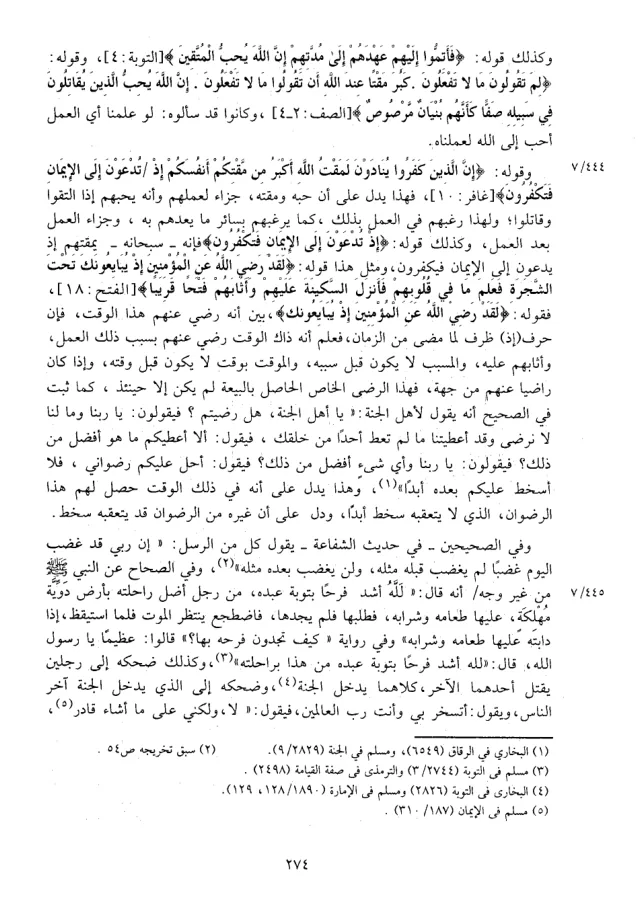 وكذلك قوله: ﴿فَأَتِمُّوا إِلَيْهِمْ عَهْدَهُمْ إِلَىٰ مُدَّتِهِمْ إِنَّ اللَّهَ يُحِبُّ الْمُتَّقِينَ﴾[التوبة:٤]، وقوله:
﴿لِمَ تَقُولُونَ مَا لا تَفْعَلُونَ . كَبُرَ مَقْتًا عندَ اللَّهِ أَن تَقُولُوا مَا لا تَفْعَلُونَ . إِنَّ اللَّهَ يُحِبُّ الَّذِينَ يُقَاتِلُونَ
فِي سَبِيلِهِ صَفًّا كَأَنَّهُم بُنْيَانٌ مَّرْصُوصٌ﴾[الصف:٢-٤] ،وكانوا قد سألوه: لو علمنا أي العمل
أحب إلى الله لعملناه.
٧/٤٤٤ وقوله: ﴿إِنَّ الَّذِينَ كَفَرُوا يُنَادَوْنَ لَمَقْتُ اللَّهِ أَكْبَرُ مِن مَّقْتِكُمْ أَنفُسَكُمْ إِذْ /تُدْعَوْنَ إِلَى الإِيمَانِ
فَتَكْفُرُونَ﴾[غافر:١٠]، فهذا يدل على أن حبه ومقته، جزاء لعملهم وأنه يحبهم إذا اتقوا
وقاتلوا؛ ولهذا رغبهم في العمل بذلك ،كما يرغبهم بسائر ما يعدهم به ، وجزاء العمل
بعد العمل، وكذلك قوله: ﴿إِذْ تُدْعَوْنَ إِلَى الإِيمَانِ فَتَكْفُرُونَ﴾فإنه ـ سبحانه ـ يمقتهم إذ
يدعون إلى الإيمان فيكفرون،ومثل هذا قوله: ﴿لَقَدْ رَضِيَ اللَّهُ عَنِ الْمُؤْمِنِينَ إِذْ يُبَايِعُونَكَ تَحْتَ
الشَّجَرَةِ فَعَلِمَ مَا فِي قُلُوبِهِمْ فَأَنزَلَ السَّكِينَةَ عَلَيْهِمْ وَأَثَابَهُمْ فَتْحًا قَرِيبًا﴾[الفتح:١٨]،
فقوله: ﴿لَقَدْ رَضِيَ اللَّهُ عَنِ الْمُؤْمِنِينَ إِذْ يُبَايِعُونَكَ﴾،بين أنه رضي عنهم هذا الوقت، فإن
حرف(إذ) ظرف لما مضى من الزمان،فعلم أنه ذاك الوقت رضي عنهم بسبب ذلك العمل،
وأثابهم عليه، والمسبب لا يكون قبل سببه، والموقت بوقت لا يكون قبل وقته، وإذا كان
راضيا عنهم من جهة، فهذا الرضى الخاص الحاصل بالبيعة لم يكن إلا حينئذ ، كما ثبت
في الصحيح أنه يقول لأهل الجنة:« يا أهل الجنة، هل رضيتم ؟ فيقولون: يا ربنا وما لنا
لا نرضى وقد أعطيتنا ما لم تعط أحدًا من خلقك ، فيقول: ألا أعطيكم ما هو أفضل من
ذلك؟ فيقولون: يا ربنا وأي شيء أفضل من ذلك؟ فيقول: أحل عليكم رضواني ، فلا
أسخط عليكم بعده أبدًا»(١)، وهذا يدل على أنه في ذلك الوقت حصل لهم هذا
الرضوان، الذي لا يتعقبه سخط أبدًا، ودل على أن غيره من الرضوان قد يتعقبه سخط.
وفي الصحيحين ـ في حديث الشفاعة ـ يقول كل من الرسل: « إن ربي قد غضب
اليوم غضبًا لم يغضب قبله مثله، ولن يغضب بعده مثله»(٢)، وفي الصحاح عن النبي ﷺ
٧/٤٤٥ من غير وجه/ أنه قال:« لَلَّهُ أشد فرحًا بتوبة عبده، من رجل أضل راحلته بأرض دَوِّيَة
مهلكة، عليها طعامه وشرابه، فطلبها فلم يجدها، فاضطجع ينتظر الموت فلما استيقظ،إذا
دابته عليها طعامه وشرابه» وفي رواية « كيف تجدون فرحه بها؟» قالوا: عظيمًا يا رسول
الله، قال:«لله أشد فرحًا بتوبة عبده من هذا براحلته»(٣)،وكذلك ضحكه إلى رجلين
يقتل أحدهما الآخر،كلاهما يدخل الجنة(٤)،وضحكه إلى الذي يدخل الجنة آخر
الناس،ويقول:أتسخر بي وأنت رب العالمين،فيقول:« لا،ولكني على ما أشاء قادر(٥)،
(١) البخاري في الرقاق (٦٥٤٩)، ومسلم في الجنة (٩/٢٨٢٩). (٢) سبق تخريجه ص٥٤ .
(٣) مسلم فى التوبة (٣/٢٧٤٤) والترمذى فى صفة القيامة (٢٤٩٨) .
(٤) البخارى فى التوبة (٢٨٢٦) ومسلم فى الإمارة (١٢٨/١٨٩٠، ١٢٩).
(٥) مسلم فى الإيمان (٣١٠/١٨٧) .
٢٧٤